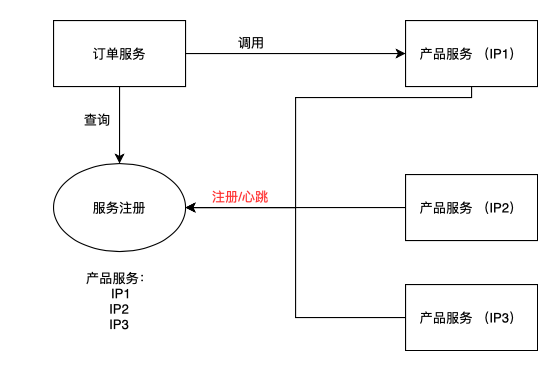 订单服务
调用
产品服务 （IP1）
查询
服务注册
注册/心跳
产品服务 （IP2）
产品服务：
IP1
IP2
IP3
产品服务 （IP3）